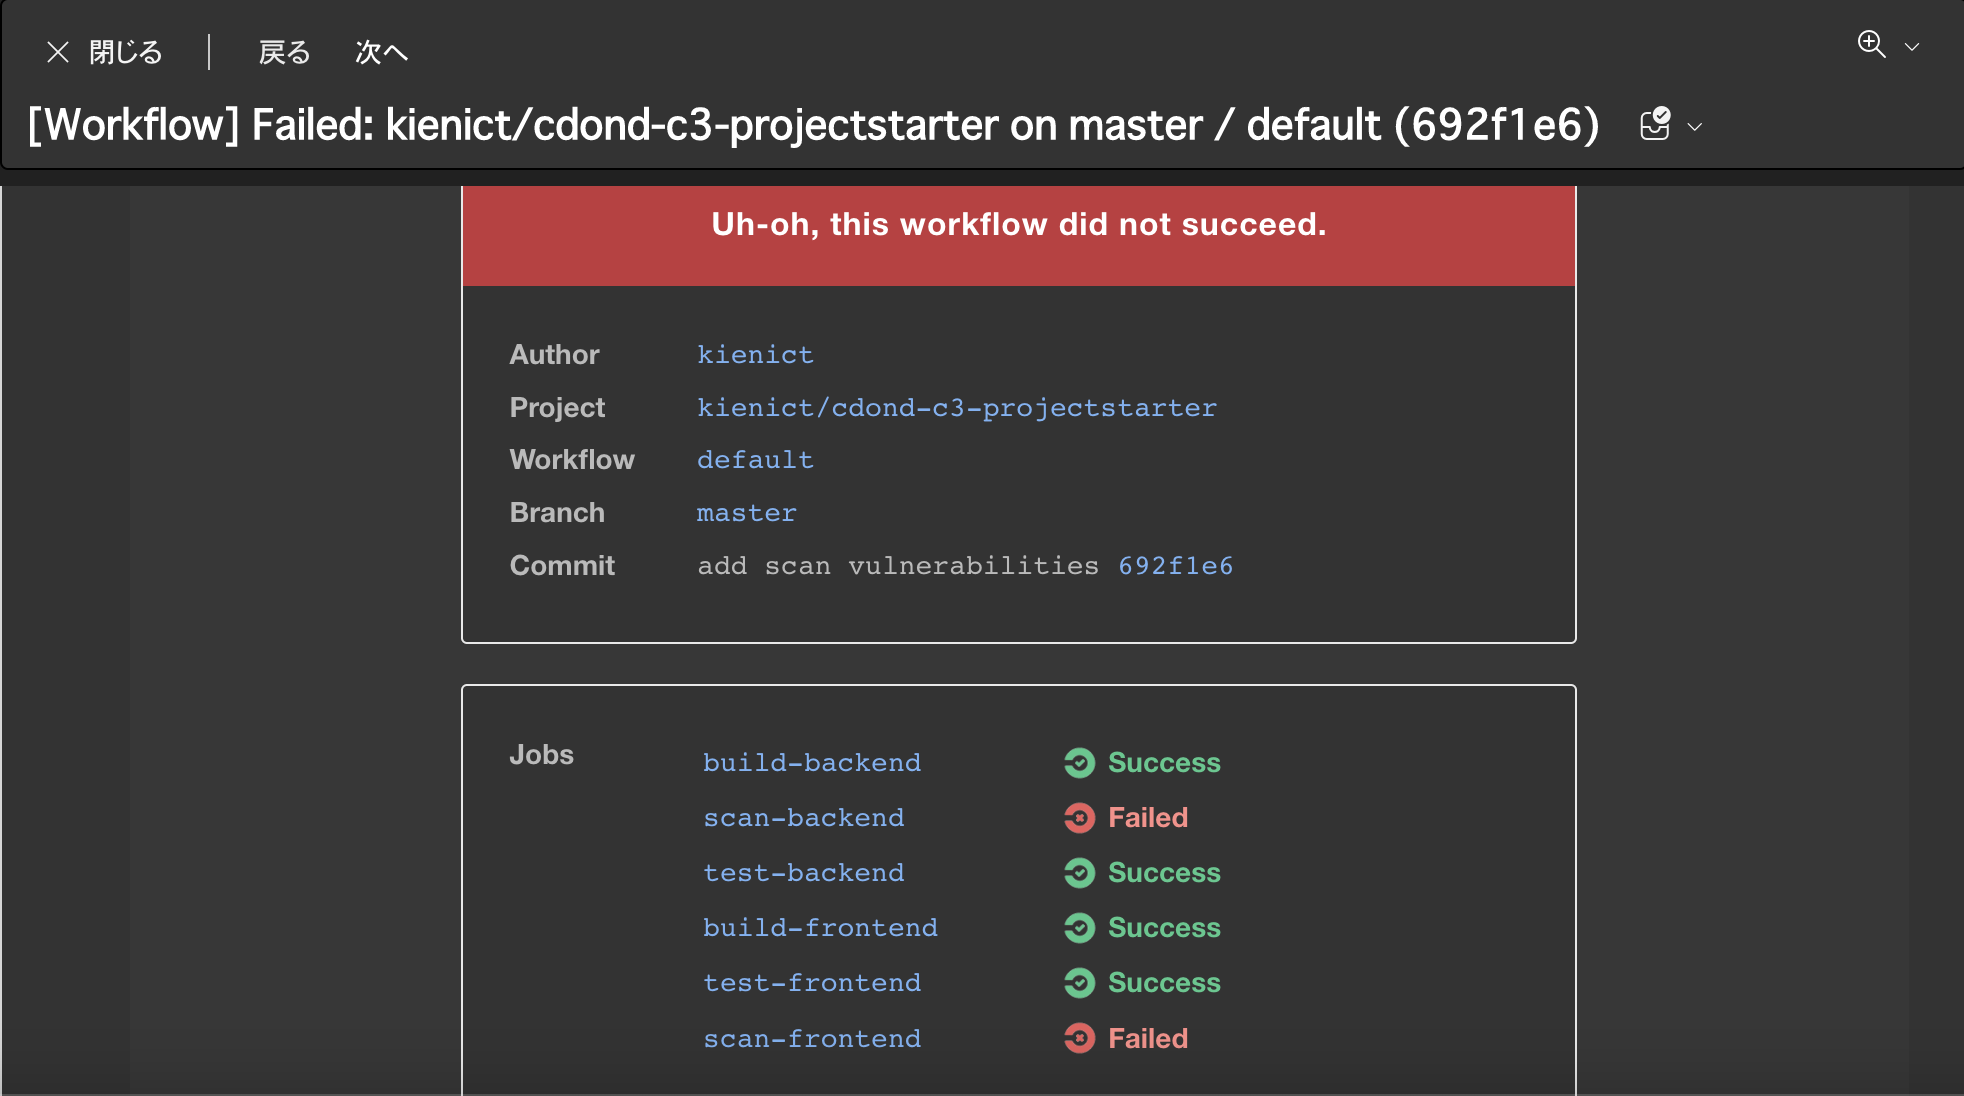 閉じる 戻る 次へ
[Workflow] Failed: kienict/cdond-c3-projectstarter on master / default (692f1e6)
Uh-oh, this workflow did not succeed.
Author kienict
Project kienict/cdond-c3-projectstarter
Workflow default
Branch master
Commit add scan vulnerabilities 692f1e6
Jobs build-backend Success
scan-backend Failed
test-backend Success
build-frontend Success
test-frontend Success
scan-frontend Failed